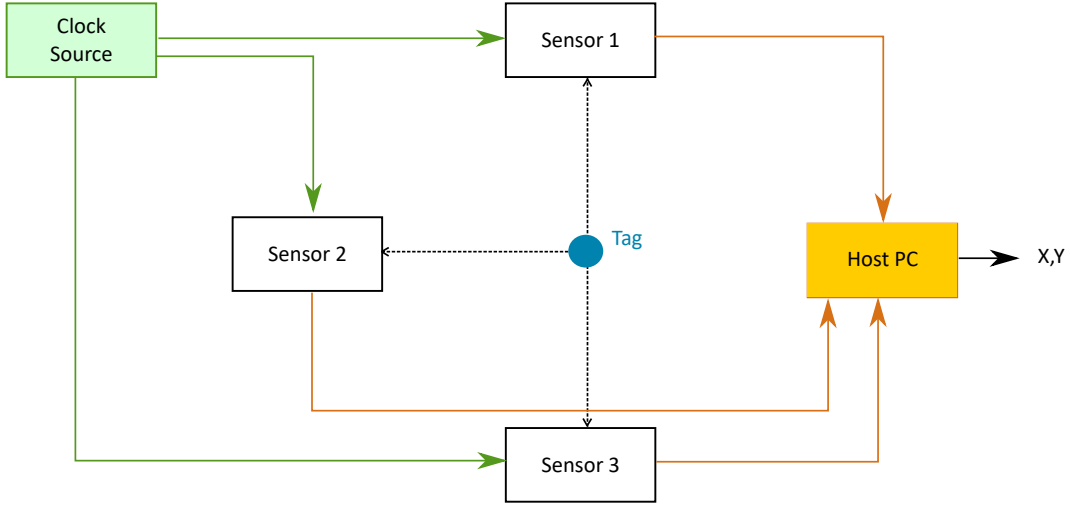 Clock
Source
Sensor 1
Sensor 2
Tag
Host PC
X,Y
Sensor 3